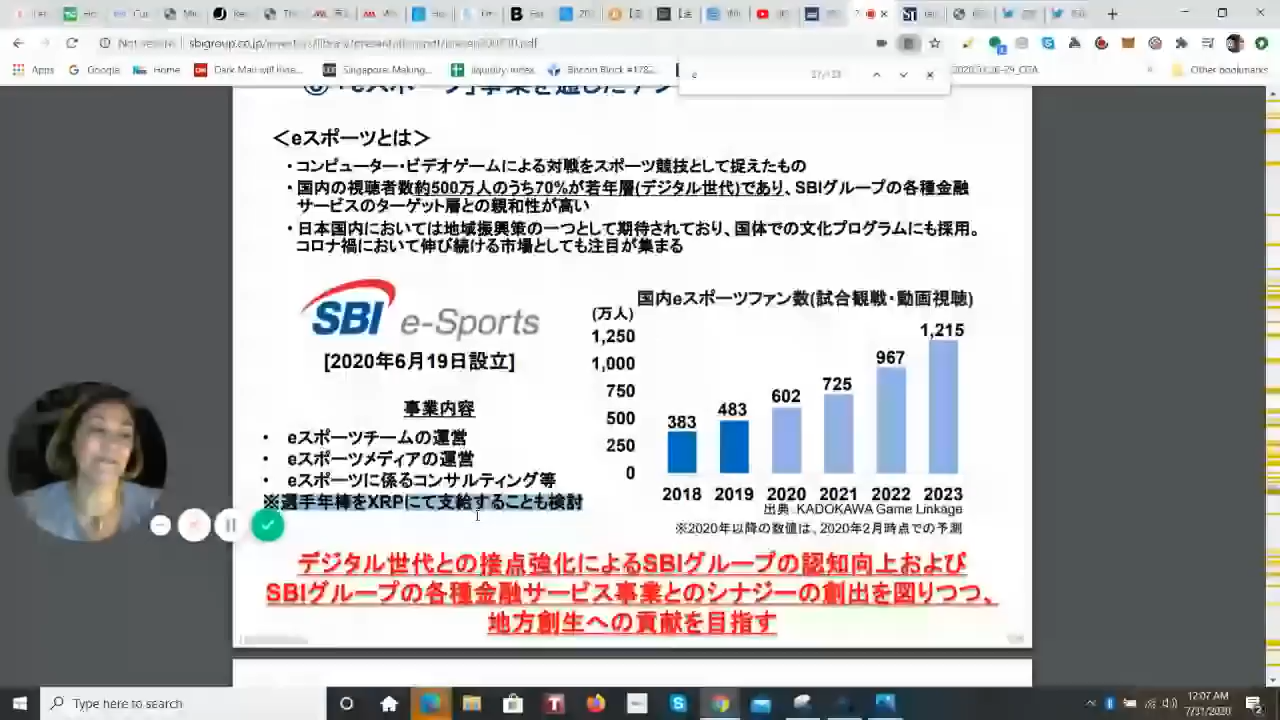 Not secure
sbigroup.co.jp
.pdf
Apps
Google
Home
Singapore Making...
liquidity index
Bitcoin Block #1782...
Other bookmarks
＜eスポーツとは＞
・コンピューター・ビデオゲームによる対戦をスポーツ競技として捉えたもの
・国内の視聴者数約500万人のうち70%が若年層(デジタル世代)であり、SBIグループの各種金融
サービスのターゲット層との親和性が高い
・日本国内においては地域振興策の一つとして期待されており、国体での文化プログラムにも採用。
コロナ禍において伸び続ける市場としても注目が集まる
SBI e-Sports
[2020年6月19日設立]
事業内容
• eスポーツチームの運営
• eスポーツメディアの運営
• eスポーツに係るコンサルティング等
※選手年棒をXRPにて支給することも検討
国内eスポーツファン数(試合観戦・動画視聴)
(万人)
1,250
1,000
750
500
250
0
383
483
602
725
967
1,215
2018 2019 2020 2021 2022 2023
出典：KADOKAWA Game Linkage
※2020年以降の数値は、2020年2月時点での予測
デジタル世代との接点強化によるSBIグループの認知向上および
SBIグループの各種金融サービス事業とのシナジーの創出を図りつつ、
地方創生への貢献を目指す
Type here to search
12:07 AM
7/31/2020